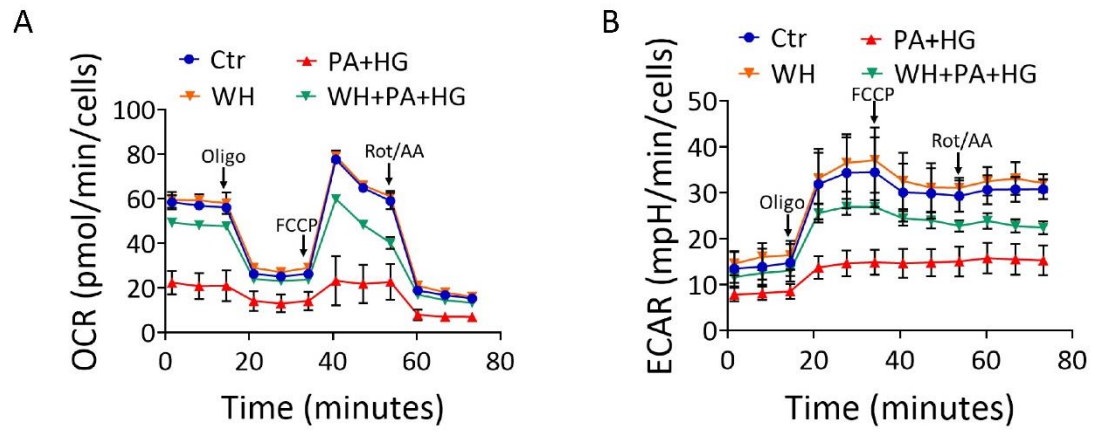 A
Ctr
PA+HG
WH
WH+PA+HG
100
80
60
40
20
0
Oligo
FCCP
Rot/AA
OCR (pmol/min/cells)
0
20
40
60
80
Time (minutes)
B
Ctr
PA+HG
WH
WH+PA+HG
50
40
30
20
10
0
FCCP
Rot/AA
Oligo
ECAR (mpH/min/cells)
0
20
40
60
80
Time (minutes)